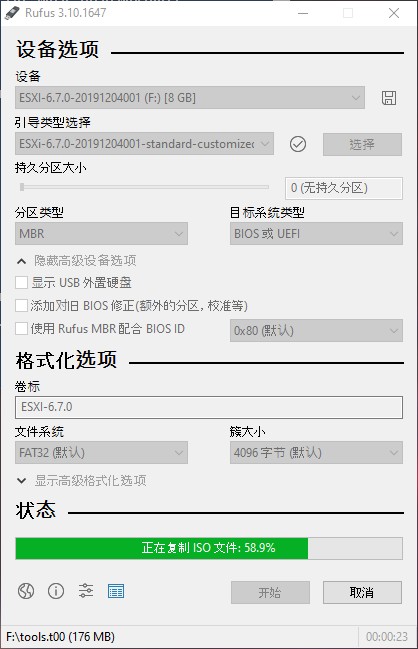 Rufus 3.10.1647
设备选项
设备
ESXI-6.7.0-20191204001 (F:) [8 GB]
引导类型选择
ESXi-6.7.0-20191204001-standard-customized
选择
持久分区大小
0 (无持久分区)
分区类型
目标系统类型
MBR
BIOS 或 UEFI
隐藏高级设备选项
显示 USB 外置硬盘
添加对旧 BIOS 修正(额外的分区, 校准等)
使用 Rufus MBR 配合 BIOS ID
0x80 (默认)
格式化选项
卷标
ESXI-6.7.0
文件系统
簇大小
FAT32 (默认)
4096 字节 (默认)
显示高级格式化选项
状态
正在复制 ISO 文件: 58.9%
开始
取消
F:\tools.t00 (176 MB)
00:00:23